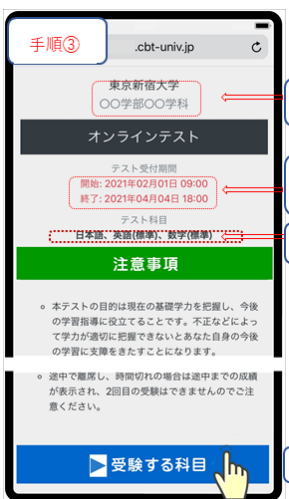 手順③
.cbt-univ.jp
東京新宿大学
〇〇学部〇〇学科
オンラインテスト
テスト受付期間
開始: 2021年02月01日 09:00
終了: 2021年04月04日 18:00
テスト科目
日本語、英語(標準)、数字(標準)
注意事項
本テストの目的は現在の基礎学力を把握し、今後
の学習指導に役立てることです。不正などによっ
て学力が適切に把握できないとあなた自身の今後
の学習に支障をきたすことになります。
途中で離席し、時間切れの場合は途中までの成績
が表示され、2回目の受験はできませんのでご注
意ください。
受験する科目